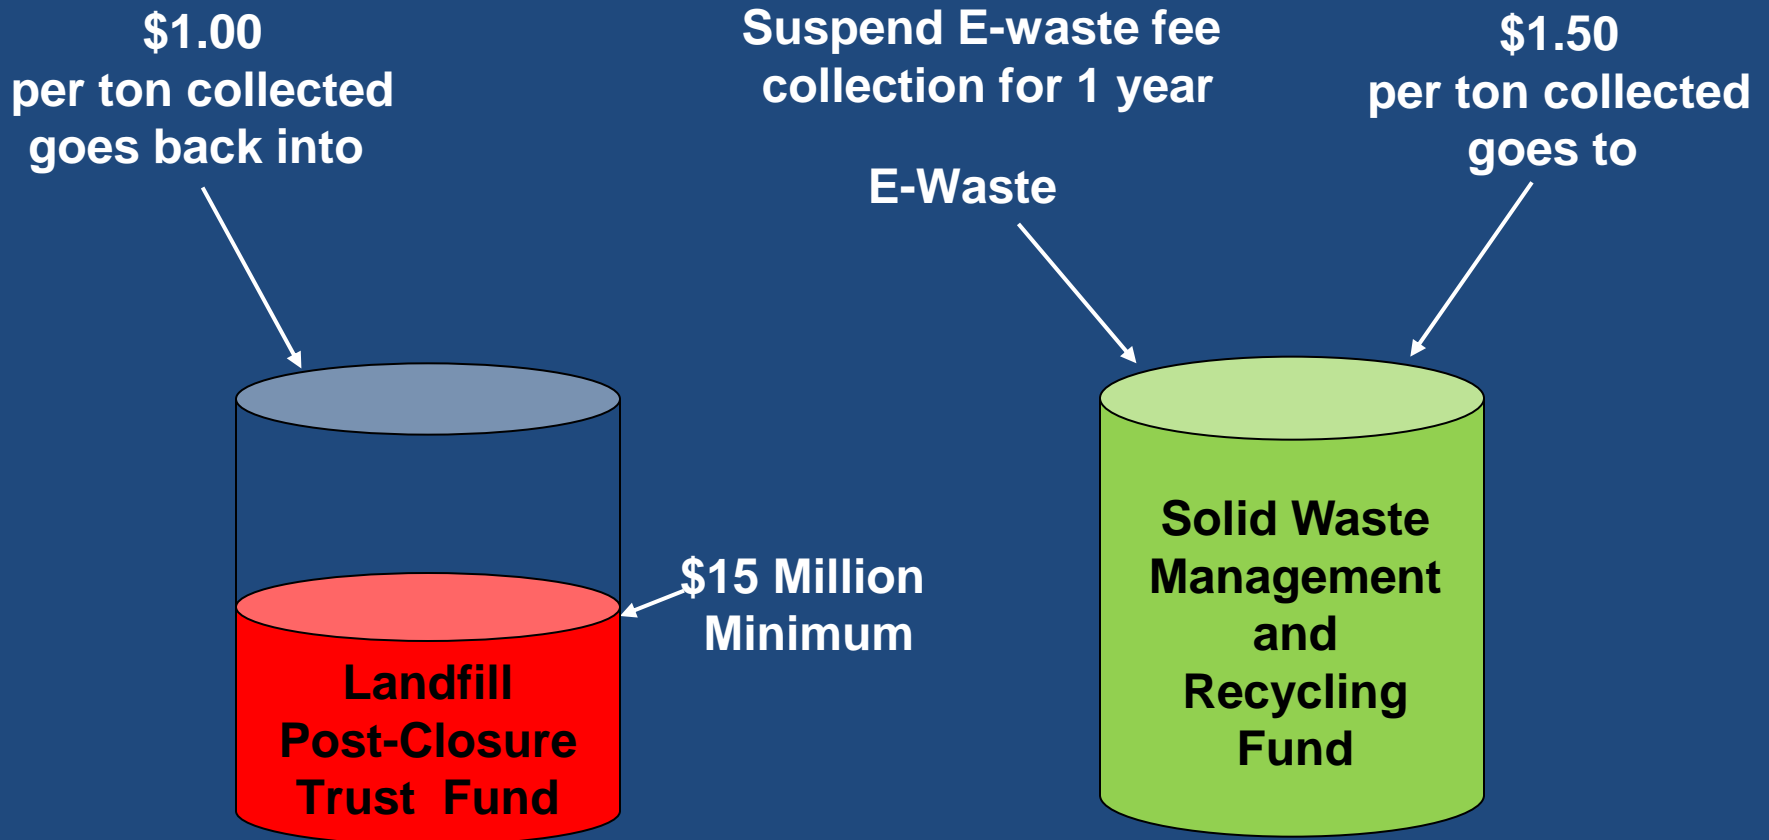 $1.00
per ton collected
goes back into
Suspend E-waste fee
collection for 1 year
$1.50
per ton collected
goes to
E-Waste
$15 Million
Minimum
Landfill
Post-Closure
Trust Fund
Solid Waste
Management
and
Recycling
Fund